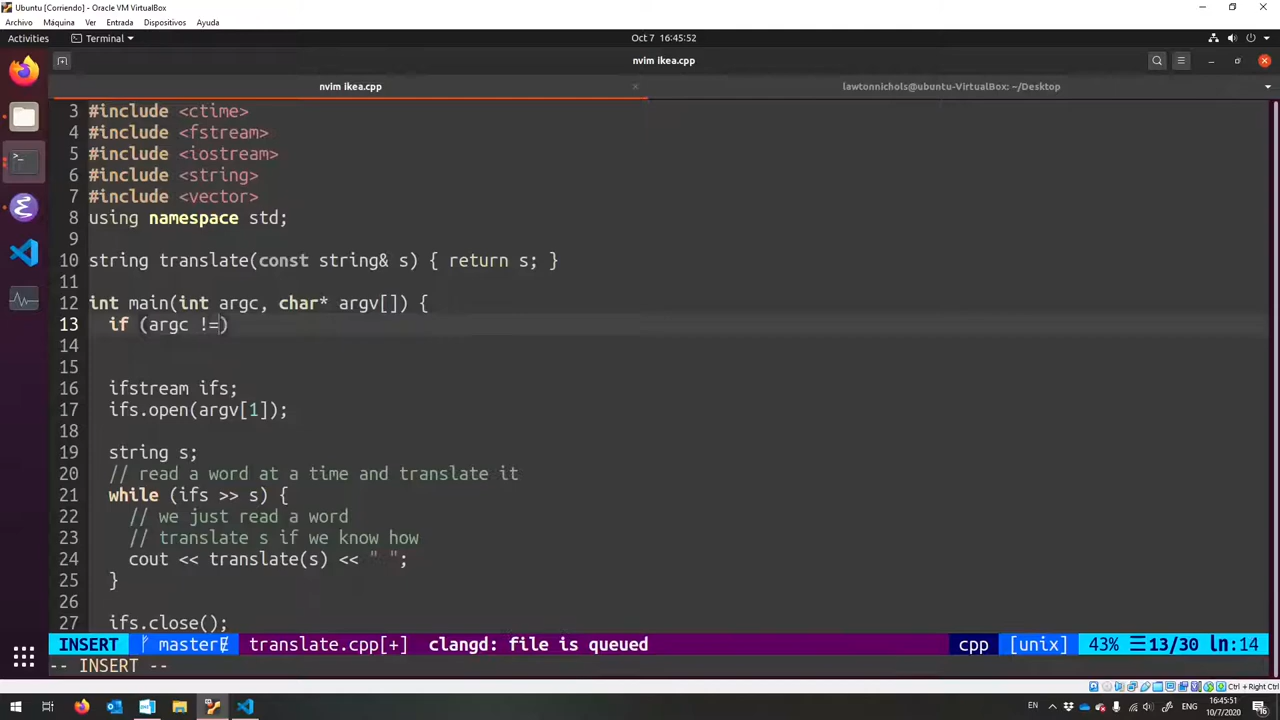 Ubuntu [Corriendo] - Oracle VM VirtualBox
Archivo Máquina Ver Entrada Dispositivos Ayuda
Activities Terminal Oct 7 16:45:52
nvim ikea.cpp
nvim ikea.cpp lawtonnichols@ubuntu-VirtualBox: ~/Desktop
3 #include <ctime>
4 #include <fstream>
5 #include <iostream>
6 #include <string>
7 #include <vector>
8 using namespace std;
9
10 string translate(const string& s) { return s; }
11
12 int main(int argc, char* argv[]) {
13 if (argc !=)
14
15
16 ifstream ifs;
17 ifs.open(argv[1]);
18
19 string s;
20 // read a word at a time and translate it
21 while (ifs >> s) {
22 // we just read a word
23 // translate s if we know how
24 cout << translate(s) << " ";
25 }
26
27 ifs.close();
INSERT master translate.cpp[+] clangd: file is queued cpp [unix] 43% 13/30 ln:14
-- INSERT --
Right + Ctrl Right
EN 16:45:51
10/7/2020